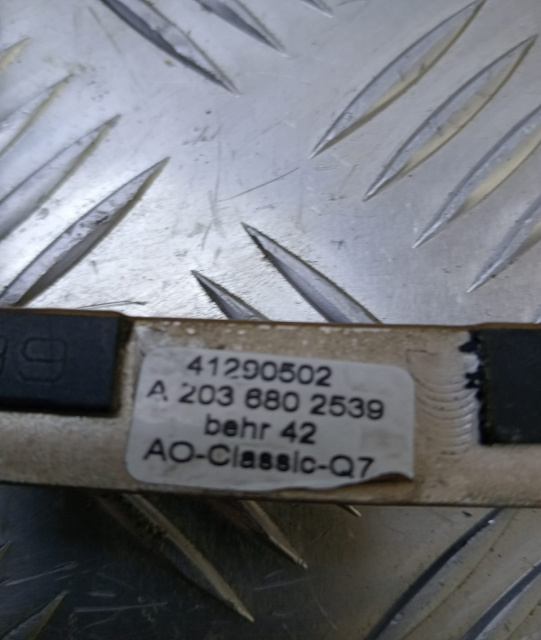 41290502
A 203 680 2539
behr 42
AO-Classic-Q7